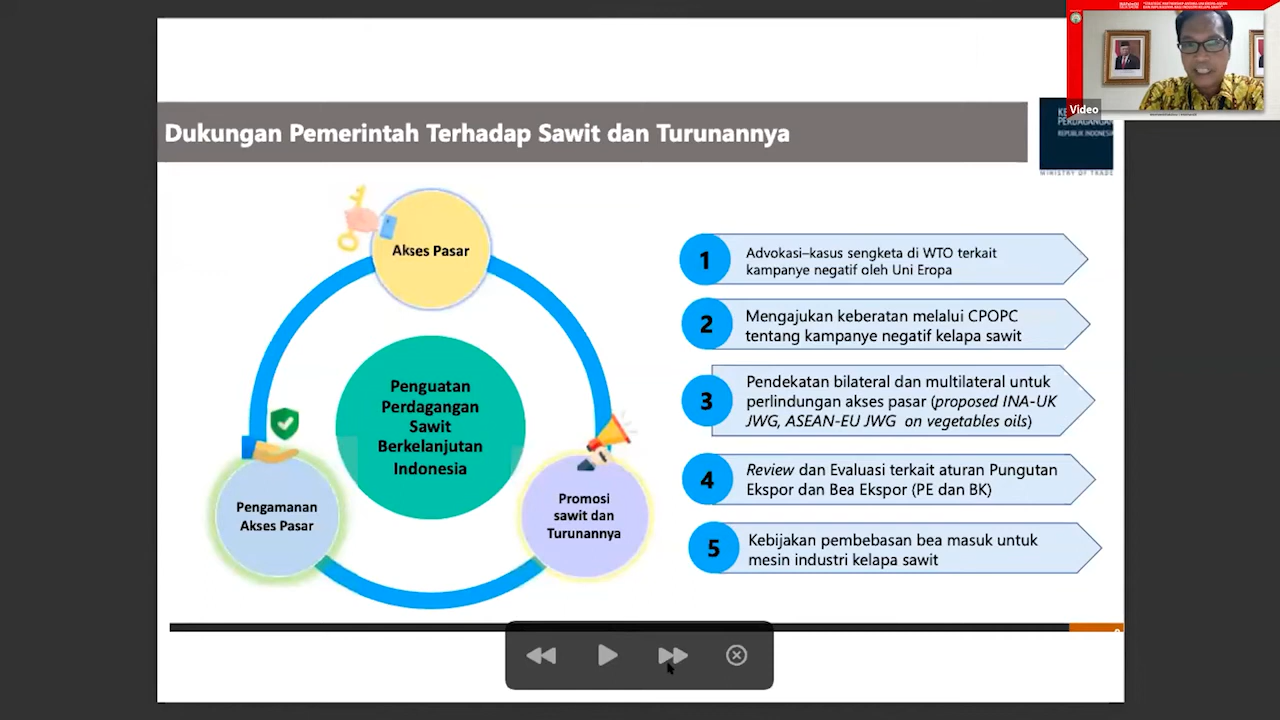 Dukungan Pemerintah Terhadap Sawit dan Turunannya
PERDAGANGAN
REPUBLIK INDONESIA
MINISTRY OF TRADE
Video
Akses Pasar
Penguatan
Perdagangan
Sawit
Berkelanjutan
Indonesia
Pengamanan
Akses Pasar
Promosi
sawit dan
Turunannya
1
Advokasi–kasus sengketa di WTO terkait
kampanye negatif oleh Uni Eropa
2
Mengajukan keberatan melalui CPOPC
tentang kampanye negatif kelapa sawit
3
Pendekatan bilateral dan multilateral untuk
perlindungan akses pasar (proposed INA-UK
JWG, ASEAN-EU JWG on vegetables oils)
4
Review dan Evaluasi terkait aturan Pungutan
Ekspor dan Bea Ekspor (PE dan BK)
5
Kebijakan pembebasan bea masuk untuk
mesin industri kelapa sawit